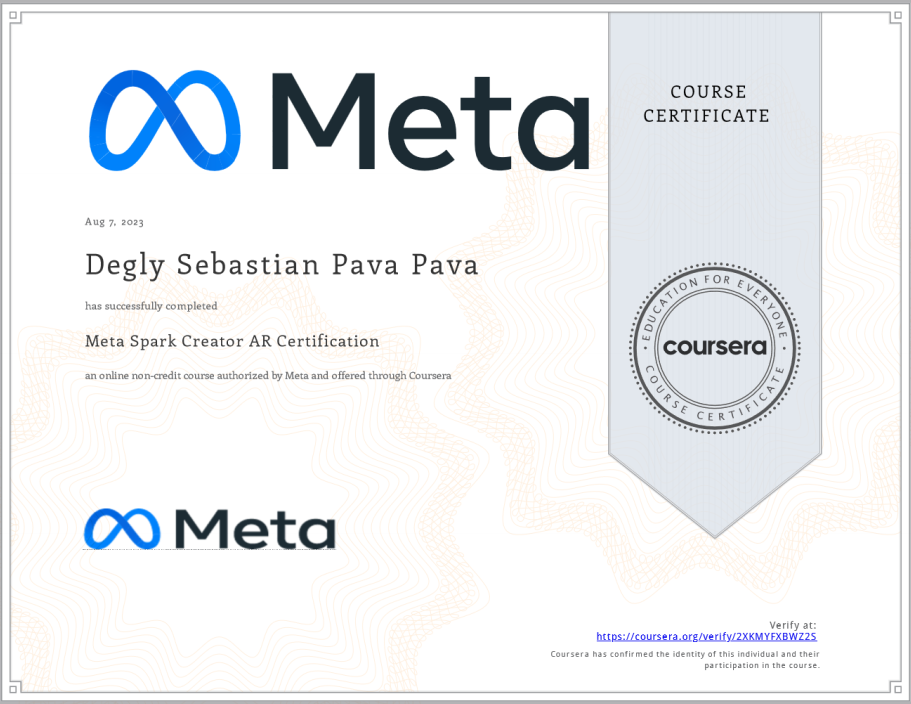 Meta
COURSE
CERTIFICATE
Aug 7, 2023
Degly Sebastian Pava Pava
has successfully completed
Meta Spark Creator AR Certification
an online non-credit course authorized by Meta and offered through Coursera
EDUCATION FOR EVERYONE
coursera
COURSE CERTIFICATE
Meta
Verify at:
https://coursera.org/verify/2XKMYFXBWZ2S
Coursera has confirmed the identity of this individual and their
participation in the course.